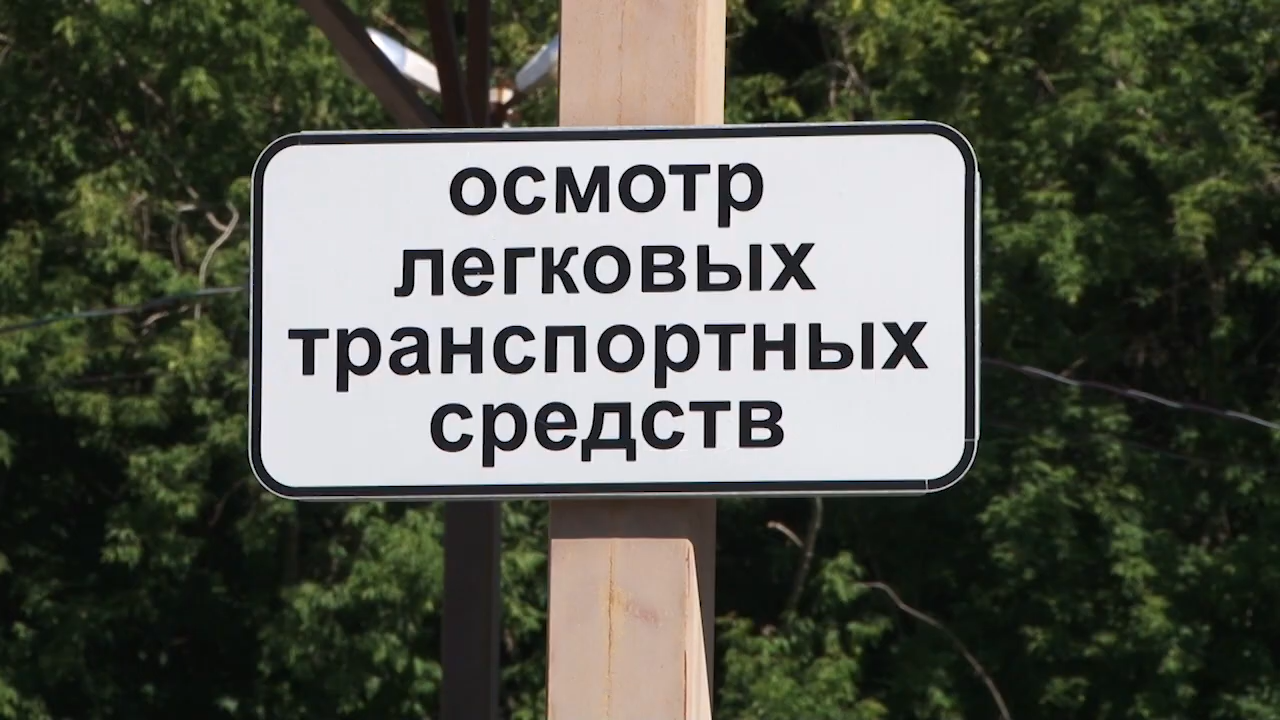 осмотр
легковых
транспортных
средств